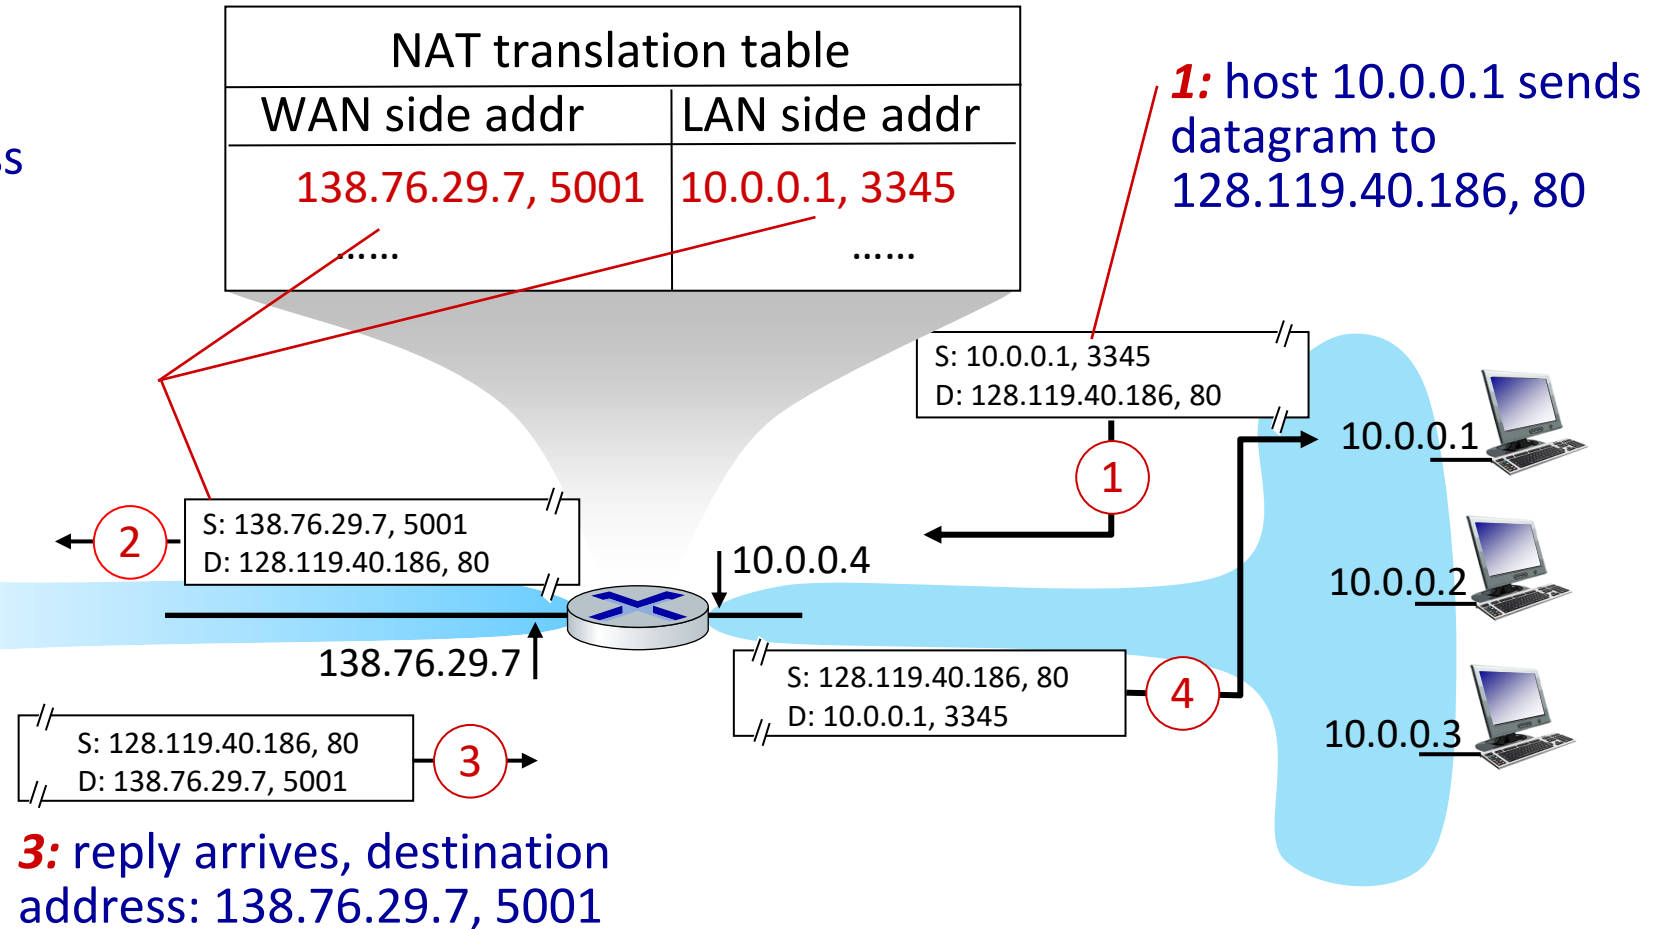 NAT translation table
WAN side addr LAN side addr
138.76.29.7, 5001 10.0.0.1, 3345
...... ......
1: host 10.0.0.1 sends
datagram to
128.119.40.186, 80
S: 10.0.0.1, 3345
D: 128.119.40.186, 80
1
10.0.0.1
2
S: 138.76.29.7, 5001
D: 128.119.40.186, 80
10.0.0.4
10.0.0.2
138.76.29.7
S: 128.119.40.186, 80
D: 10.0.0.1, 3345
4
10.0.0.3
S: 128.119.40.186, 80
D: 138.76.29.7, 5001
3
3: reply arrives, destination
address: 138.76.29.7, 5001